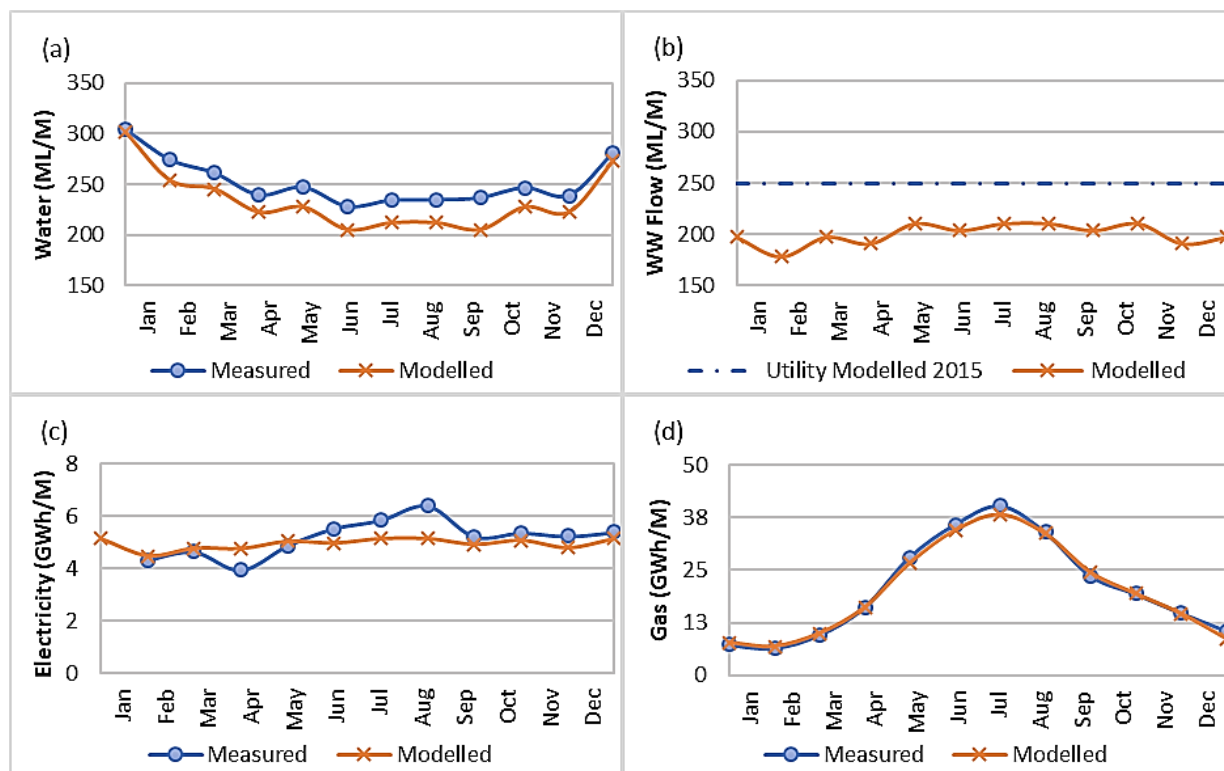 (a)
Water (ML/M)
350
300
250
200
150
Jan Feb Mar Apr May Jun Jul Aug Sep Oct Nov Dec
Measured Modelled
(b)
WW Flow (ML/M)
350
300
250
200
150
Jan Feb Mar Apr May Jun Jul Aug Sep Oct Nov Dec
Utility Modelled 2015 Modelled
(c)
Electricity (GWh/M)
8
6
4
2
0
Jan Feb Mar Apr May Jun Jul Aug Sep Oct Nov Dec
Measured Modelled
(d)
Gas (GWh/M)
50
38
25
13
0
Jan Feb Mar Apr May Jun Jul Aug Sep Oct Nov Dec
Measured Modelled